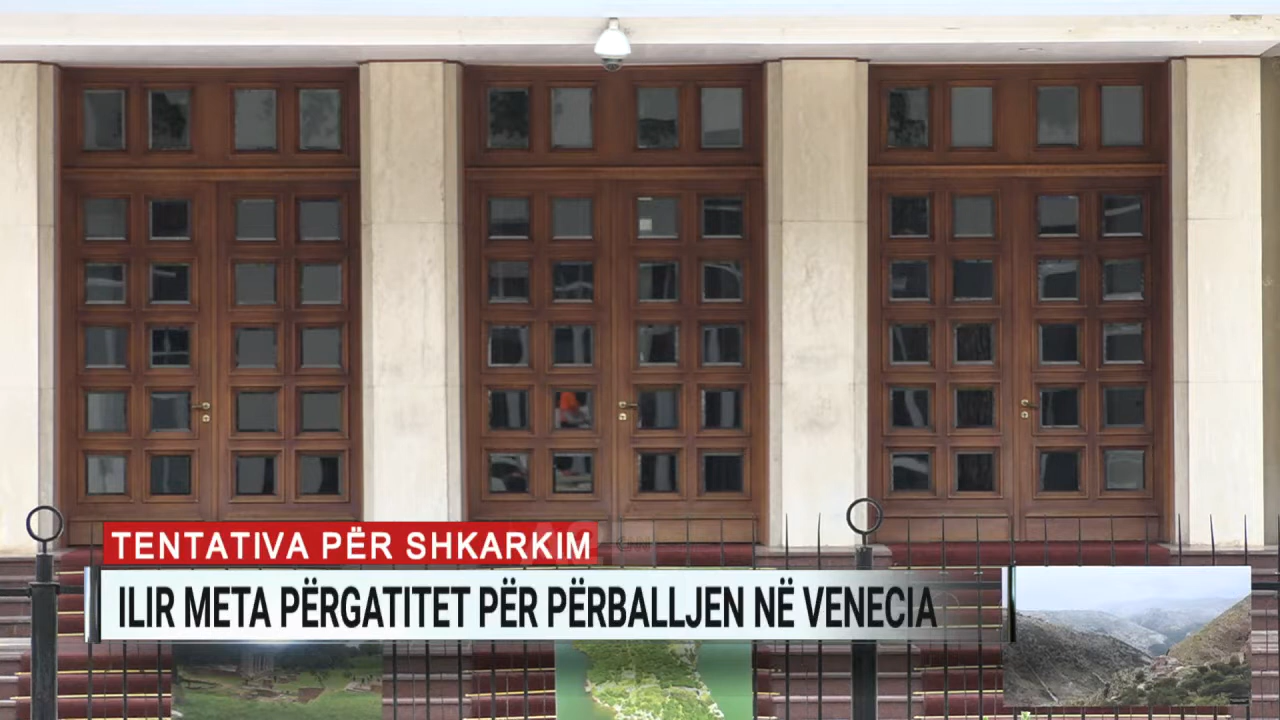 TENTATIVA PËR SHKARKIM
ILIR META PËRGATITET PËR PËRBALLJEN NË VENECIA